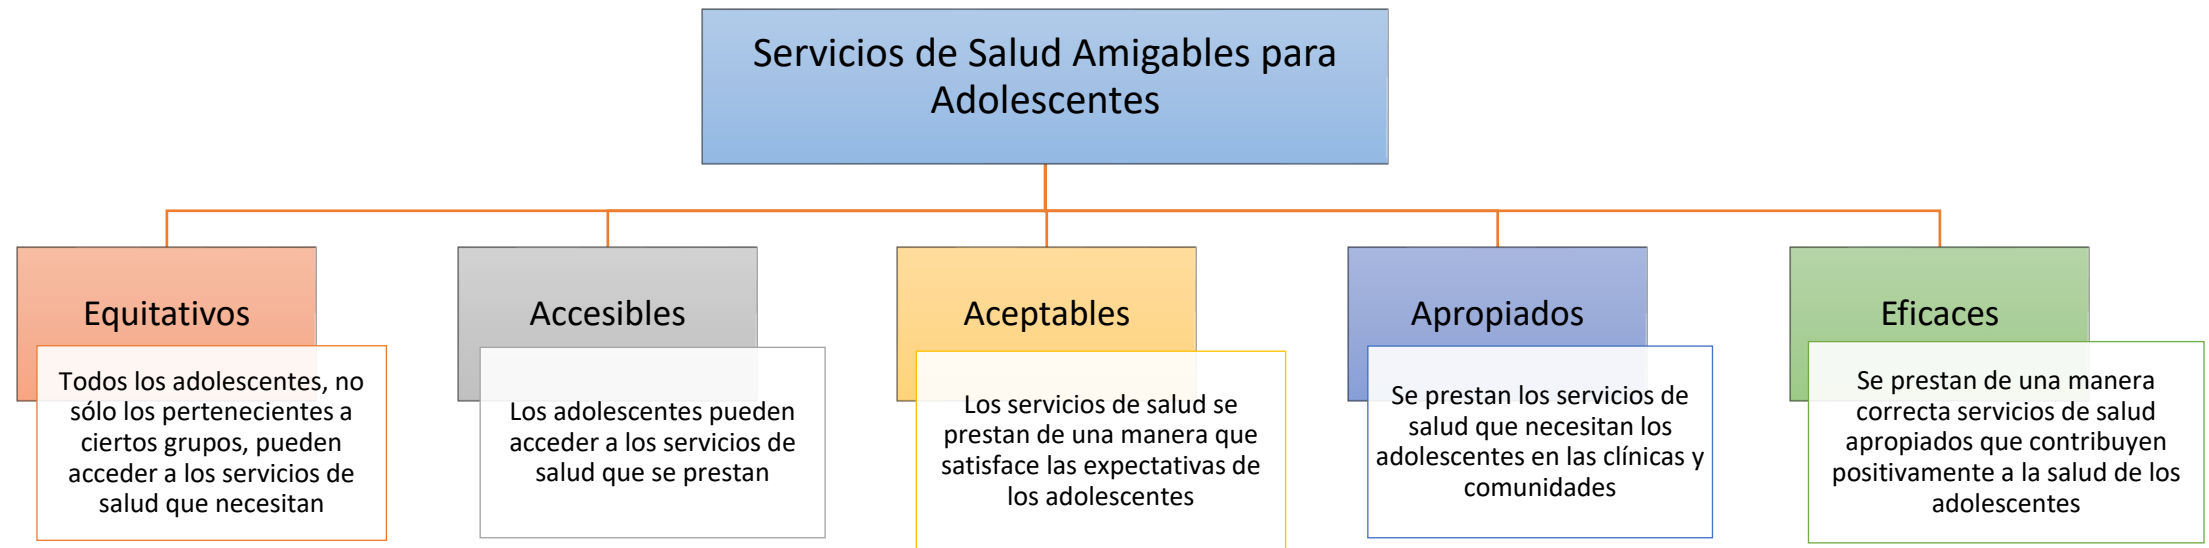 Servicios de Salud Amigables para
Adolescentes
Equitativos
Todos los adolescentes, no
sólo los pertenecientes a
ciertos grupos, pueden
acceder a los servicios de
salud que necesitan
Accesibles
Los adolescentes pueden
acceder a los servicios de
salud que se prestan
Aceptables
Los servicios de salud se
prestan de una manera que
satisface las expectativas de
los adolescentes
Apropiados
Se prestan los servicios de
salud que necesitan los
adolescentes en las clínicas y
comunidades
Eficaces
Se prestan de una manera
correcta servicios de salud
apropiados que contribuyen
positivamente a la salud de los
adolescentes